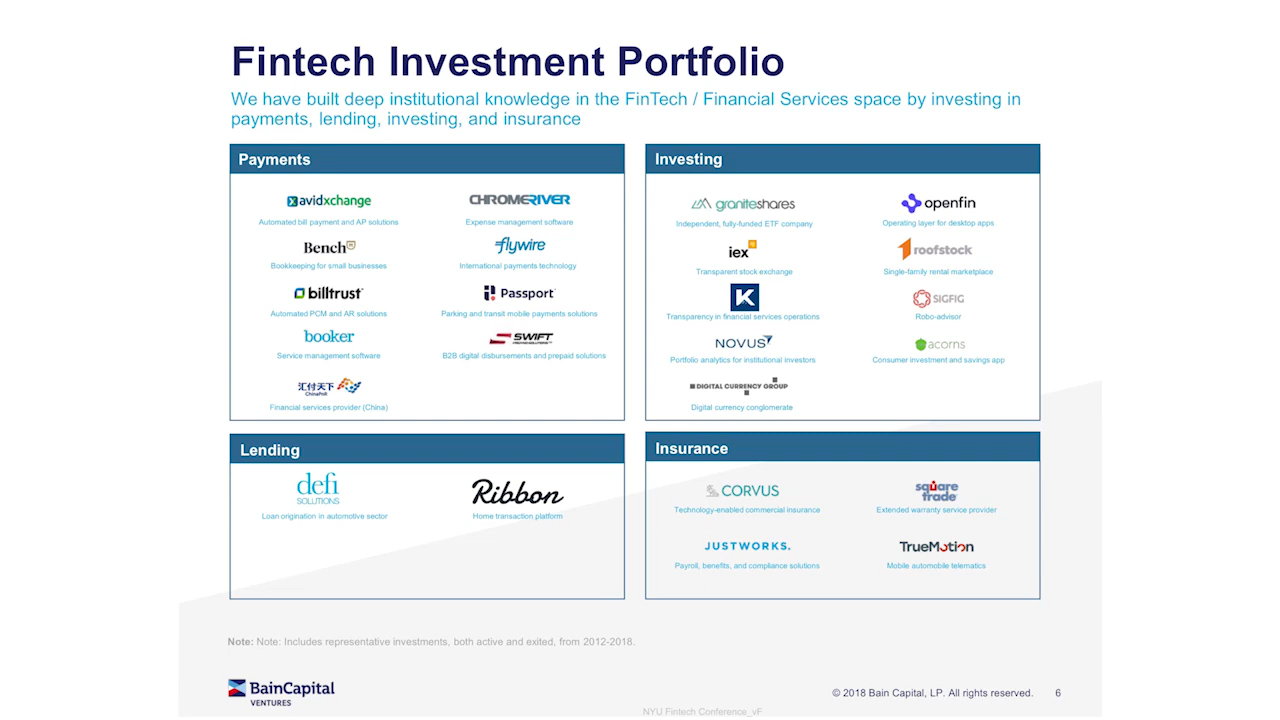 Fintech Investment Portfolio
We have built deep institutional knowledge in the FinTech / Financial Services space by investing in
payments, lending, investing, and insurance
Payments
avidxchange
CHROMERIVER
Automated bill payment and AP solutions
Expense management software
Bench
flywire
Bookkeeping for small businesses
International payments technology
billtrust
Passport
Automated PCM and AR solutions
Parking and transit mobile payments solutions
booker
SWIFT
Service management software
B2B digital disbursements and prepaid solutions
汇付天下
ChinaPnR
Financial services provider (China)
Investing
graniteshares
openfin
Independent, fully-funded ETF company
Operating layer for desktop apps
iex
roofstock
Transparent stock exchange
Single-family rental marketplace
K
SIGFIG
Transparency in financial services operations
Robo-advisor
NOVUS
acorns
Portfolio analytics for institutional investors
Consumer investment and savings app
DIGITAL CURRENCY GROUP
Digital currency conglomerate
Lending
defi
SOLUTIONS
Ribbon
Loan origination in automotive sector
Home transaction platform
Insurance
CORVUS
square
trade
Technology-enabled commercial insurance
Extended warranty service provider
JUSTWORKS.
TrueMotion
Payroll, benefits, and compliance solutions
Mobile automobile telematics
Note: Note: Includes representative investments, both active and exited, from 2012-2018.
BainCapital
VENTURES
© 2018 Bain Capital, LP. All rights reserved. 6
NYU Fintech Conference_vF